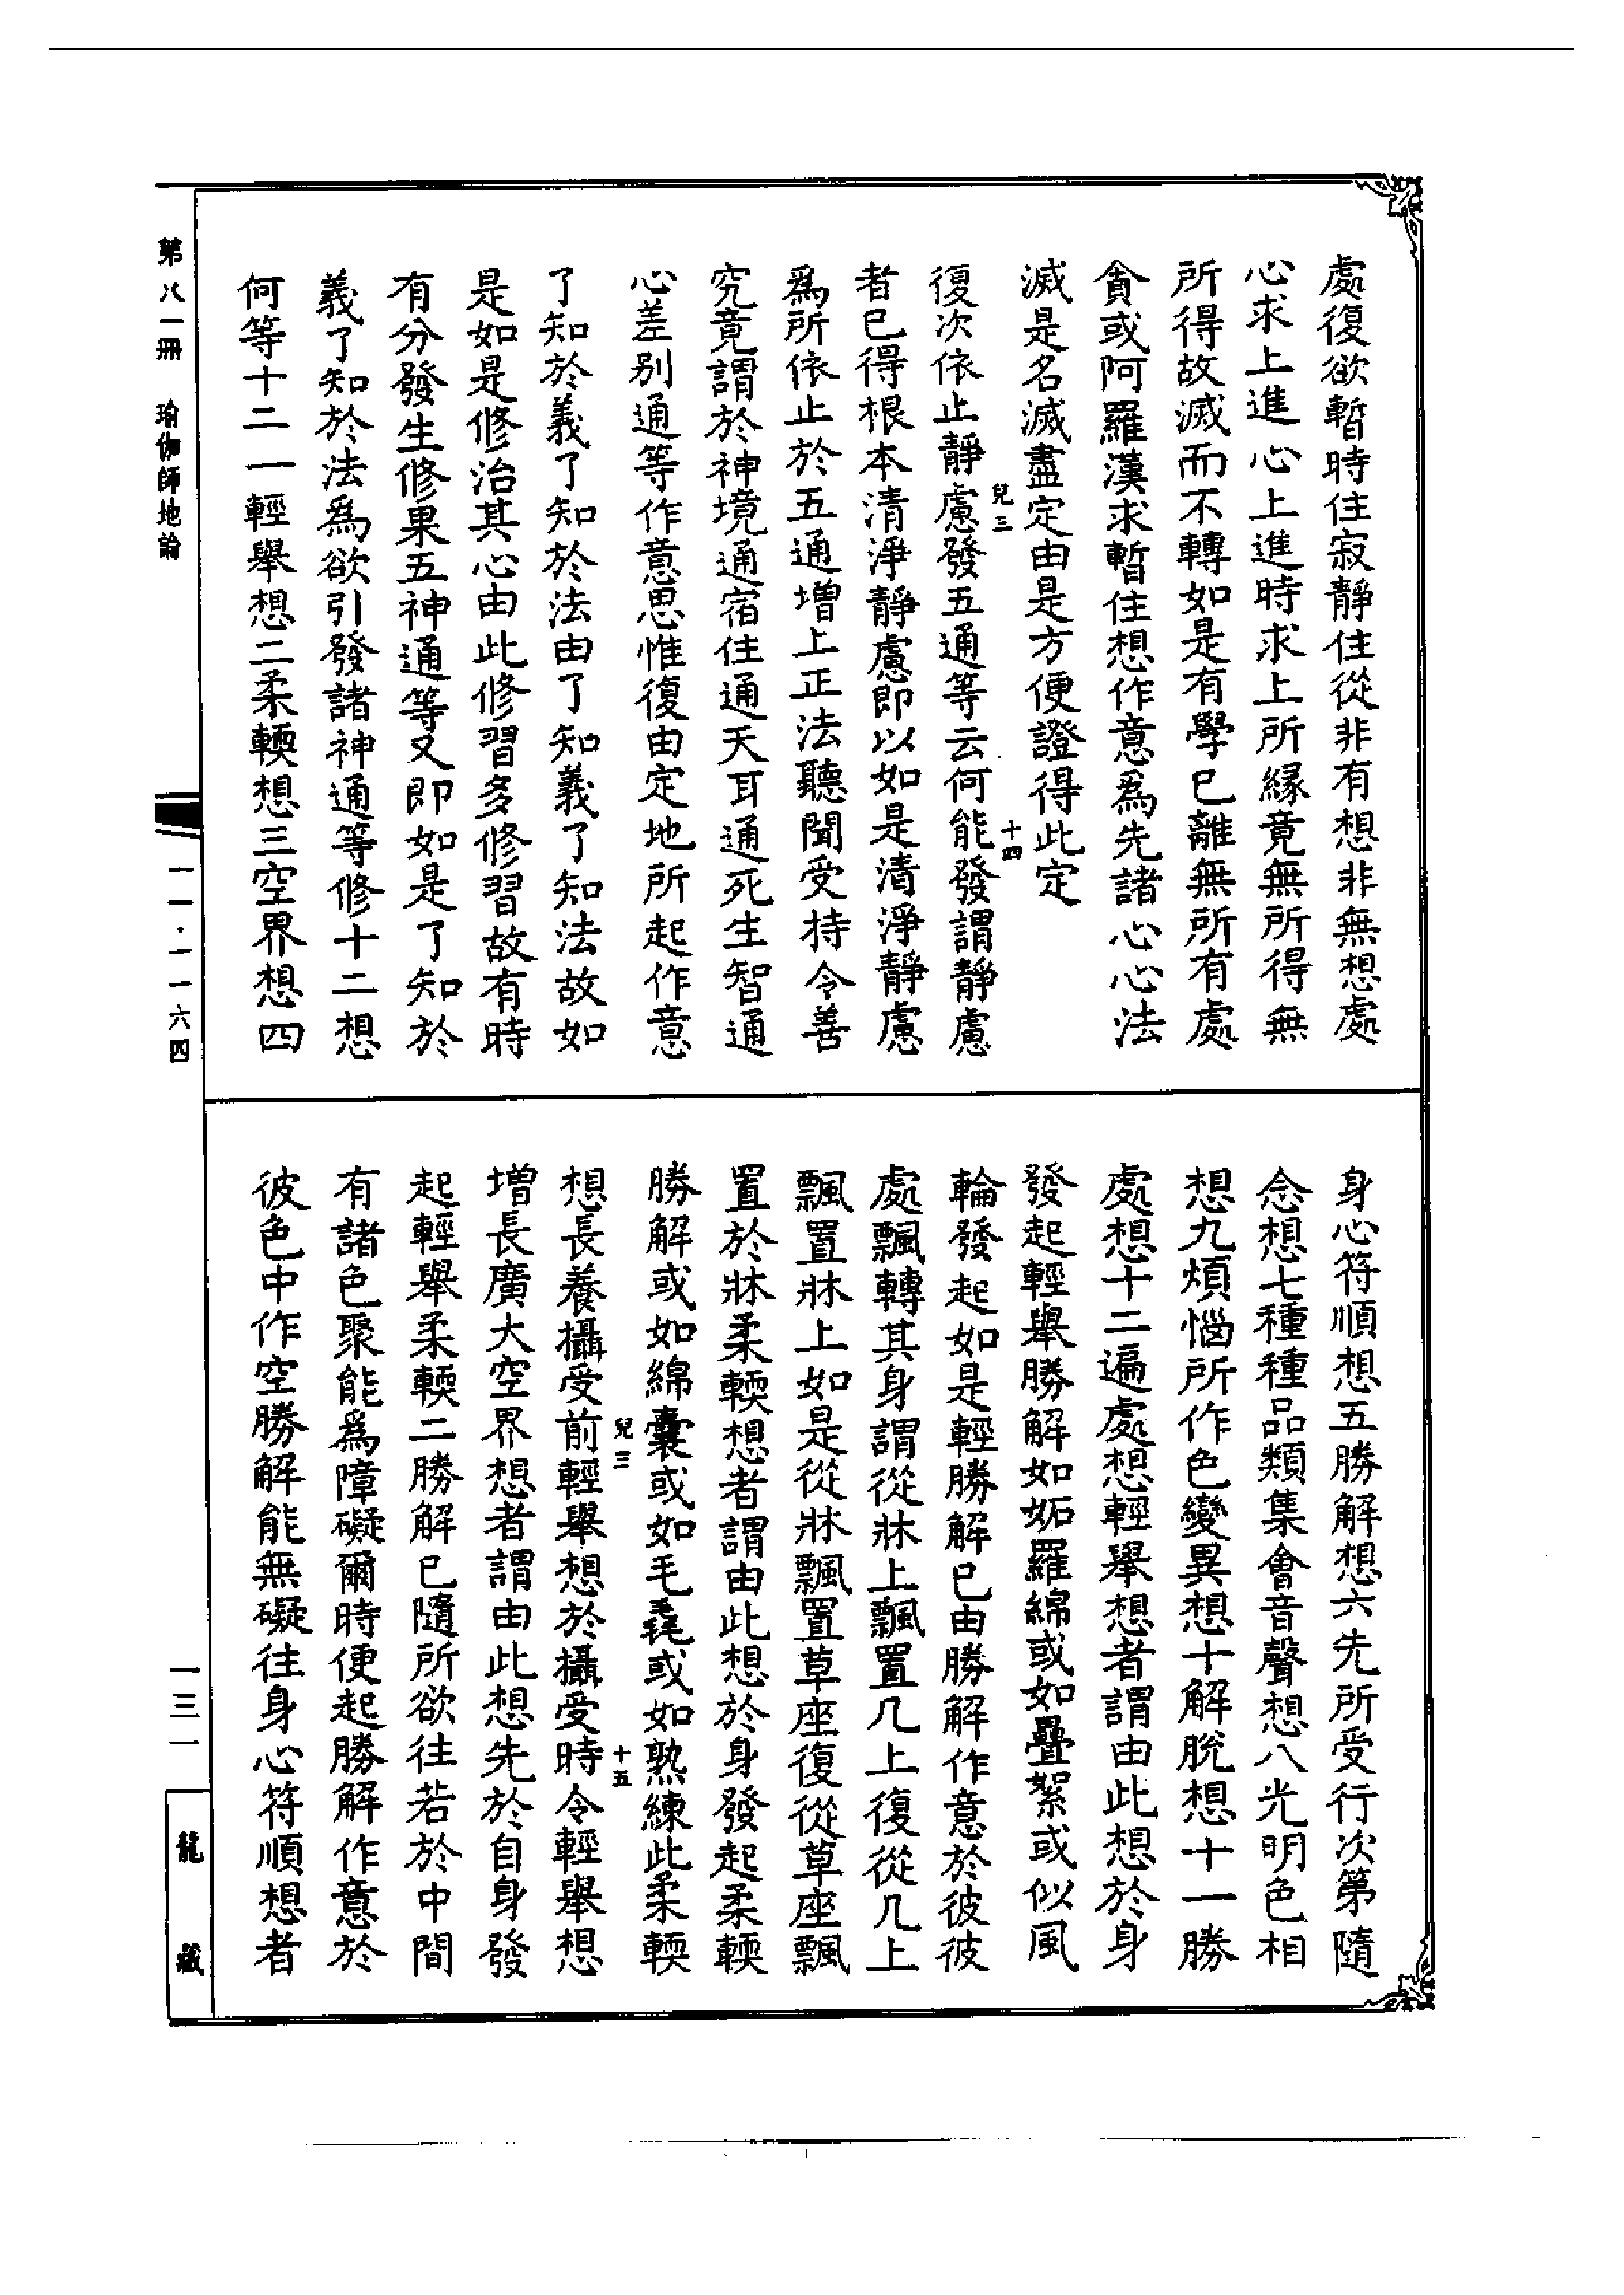 處復欲暫時住寂靜住從非有想非無想處
心求上進心上進時求上所緣竟無所得無
所得故滅而不轉如是有學已離無所有處
貪或阿羅漢求暫住想作意爲先諸心心法
滅是名滅盡定由是方便證得此定
兒三
十四
復次依止靜慮發五通等云何能發謂靜慮
者已得根本清淨靜慮即以如是清淨靜慮
爲所依止於五通增上正法聽聞受持令善
究竟謂於神境通宿住通天耳通死生智通
心差别通等作意思惟復由定地所起作意
了知於義了知於法由了知義了知法故如
是如是修治其心由此修習多修習故有時
有分發生修果五神通等又即如是了知於
義了知於法爲欲引發諸神通等修十二想
何等十二一輕舉想二柔輭想三空界想四
身心符順想五勝解想六先所受行次第隨
念想七種種品類集會音聲想八光明色相
想九煩惱所作色變異想十解脫想十一勝
處想十二遍處想輕舉想者謂由此想於身
發起輕舉勝解如妬羅綿或如疊絮或似風
輪發起如是輕勝解已由勝解作意於彼彼
處飄轉其身謂從牀上飄置几上復從几上
飄置牀上如是從牀飄置草座復從草座飄
置於牀柔輭想者謂由此想於身發起柔輭
勝解或如綿囊或如毛毳或如熟練此柔輭
兒三
十五
想長養攝受前輕舉想於攝受時令輕舉想
增長廣大空界想者謂由此想先於自身發
起輕舉柔輭二勝解已隨所欲往若於中間
有諸色聚能爲障礙爾時便起勝解作意於
彼色中作空勝解能無礙往身心符順想者
第八一冊 瑜伽師地論
一一·一一六四
一三一
龍藏